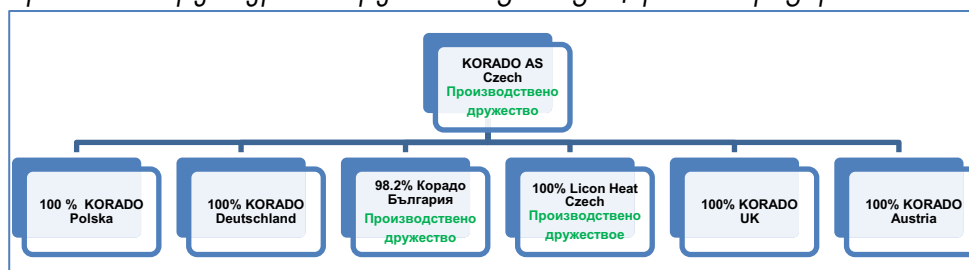 KORADO AS
Czech
Производствено
дружество
100 % KORADO
Polska
100% KORADO
Deutschland
98.2% Корадо
България
Производствено
дружество
100% Licon Heat
Czech
Производствено
дружествое
100% KORADO
UK
100% KORADO
Austria